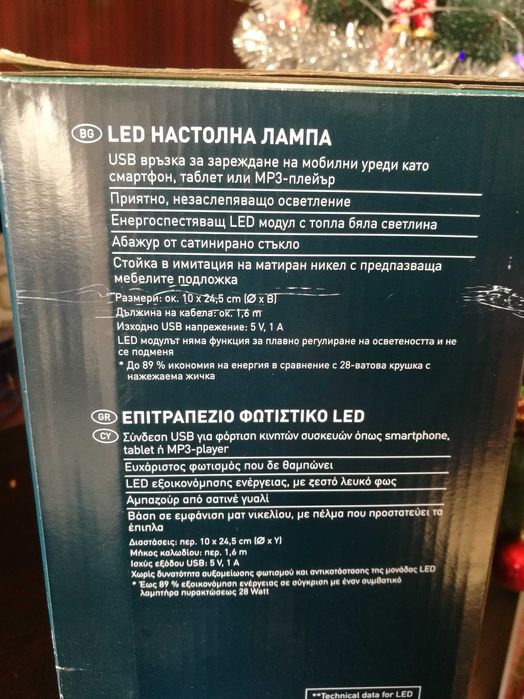 BG LED НАСТОЛНА ЛАМПА
USB връзка за зареждане на мобилни уреди като
смартфон, таблет или MP3-плейър
Приятно, незаслепяващо осветление
Енергоспестяващ LED модул с топла бяла светлина
Абажур от сатинирано стъкло
Стойка в имитация на матиран никел с предпазваща
мебелите подложка
Размери: ок. 10 x 24,5 cm (Ø x В)
Дължина на кабела: ок. 1,6 m
Изходно USB напрежение: 5 V, 1 A
LED модулът няма функция за плавно регулиране на осветеността и не
се подменя
* До 89 % икономия на енергия в сравнение с 28-ватова крушка с
нажежаема жичка
GR ΕΠΙΤΡΑΠΕΖΙΟ ΦΩΤΙΣΤΙΚΟ LED
CY Σύνδεση USB για φόρτιση κινητών συσκευών όπως smartphone,
tablet ή MP3-player
Ευχάριστος φωτισμός που δε θαμπώνει
LED εξοικονόμησης ενέργειας, με ζεστό λευκό φως
Αμπαζούρ από σατινέ γυαλί
Βάση σε εμφάνιση ματ νικελίου, με πέλμα που προστατεύει τα
έπιπλα
Διαστάσεις: περ. 10 x 24,5 cm (Ø x Υ)
Μήκος καλωδίου: περ. 1,6 m
Ισχύς εξόδου USB: 5 V, 1 A
Χωρίς δυνατότητα αυξομείωσης φωτισμού και αντικατάστασης της μονάδας LED
* Έως 89 % εξοικονόμηση ενέργειας σε σύγκριση με έναν συμβατικό
λαμπτήρα πυρακτώσεως 28 Watt
**Technical data for LED